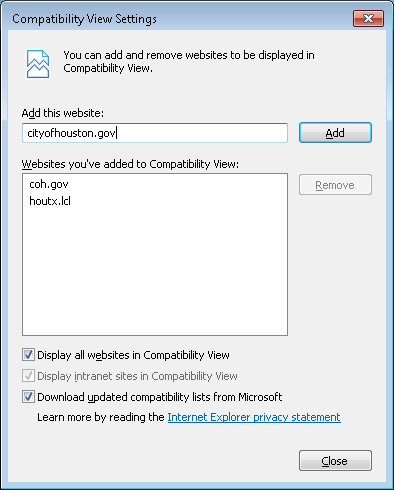 Compatibility View Settings
You can add and remove websites to be displayed in
Compatibility View.
Add this website:
cityofhouston.gov
Add
Websites you've added to Compatibility View:
coh.gov
houtx.lcl
Remove
Display all websites in Compatibility View
Display intranet sites in Compatibility View
Download updated compatibility lists from Microsoft
Learn more by reading the Internet Explorer privacy statement
Close